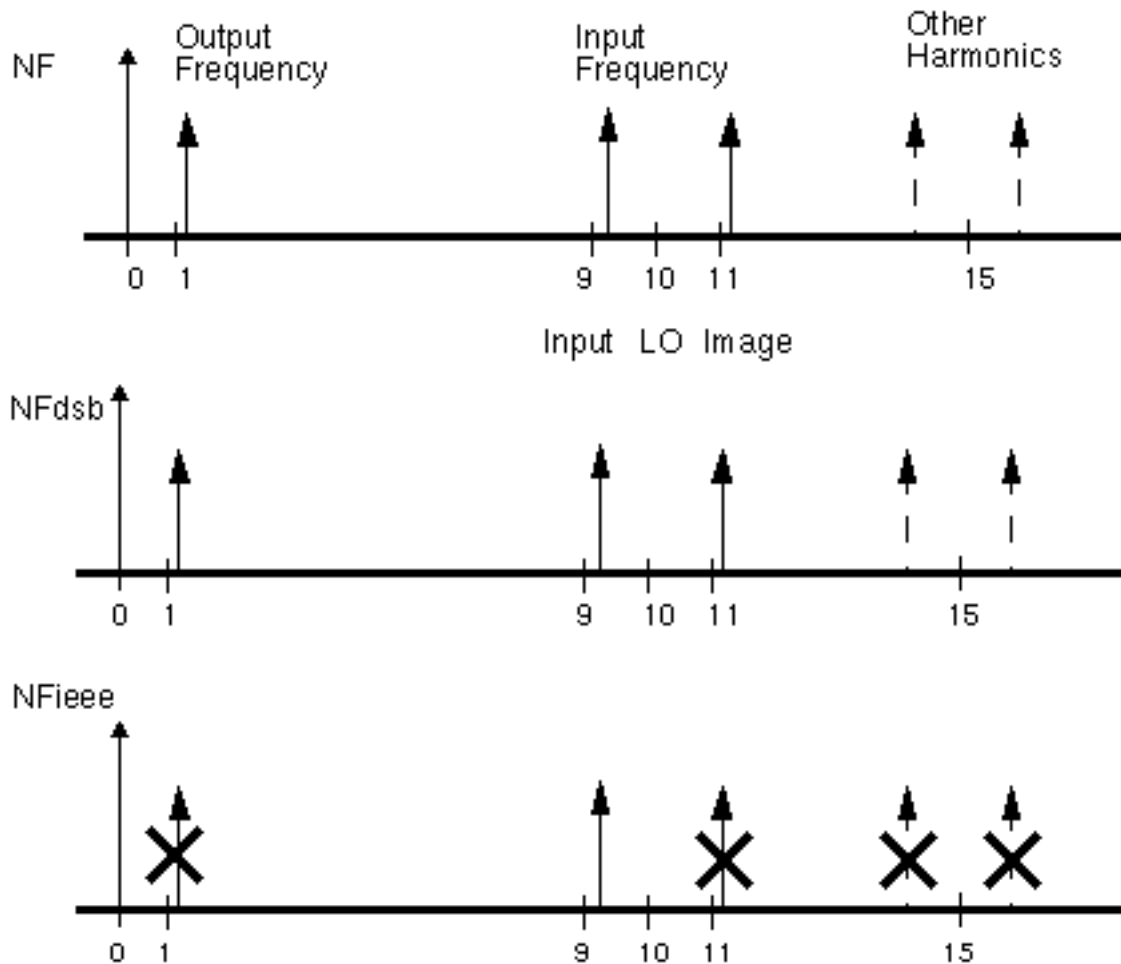 NF
Output
Frequency
Input
Frequency
Other
Harmonics
0 1 9 10 11 15
Input LO Image
NFdsb
0 1 9 10 11 15
NFieee
0 1 9 10 11 15